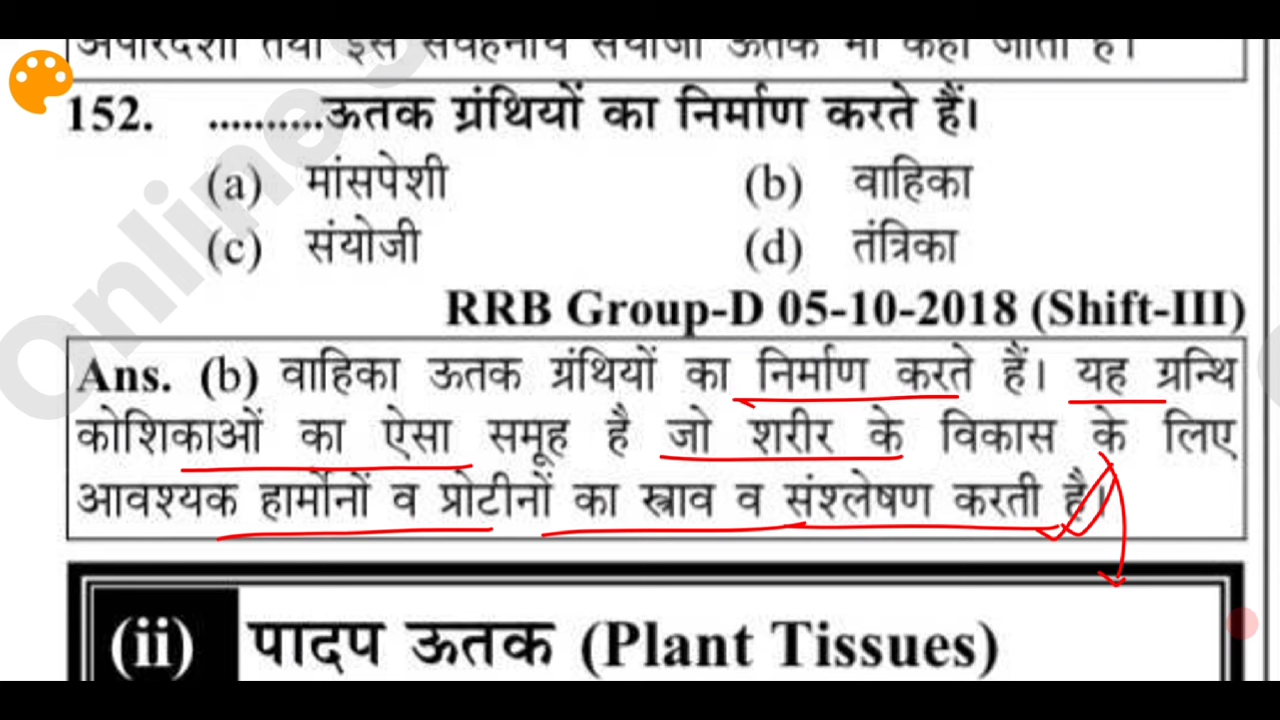 152. ..........ऊतक ग्रंथियों का निर्माण करते हैं।
(a) मांसपेशी (b) वाहिका
(c) संयोजी (d) तंत्रिका
RRB Group-D 05-10-2018 (Shift-III)
Ans. (b) वाहिका ऊतक ग्रंथियों का निर्माण करते हैं। यह ग्रन्थि
कोशिकाओं का ऐसा समूह है जो शरीर के विकास के लिए
आवश्यक हार्मोनों व प्रोटीनों का स्त्राव व संश्लेषण करती है।
(ii) पादप ऊतक (Plant Tissues)
Online